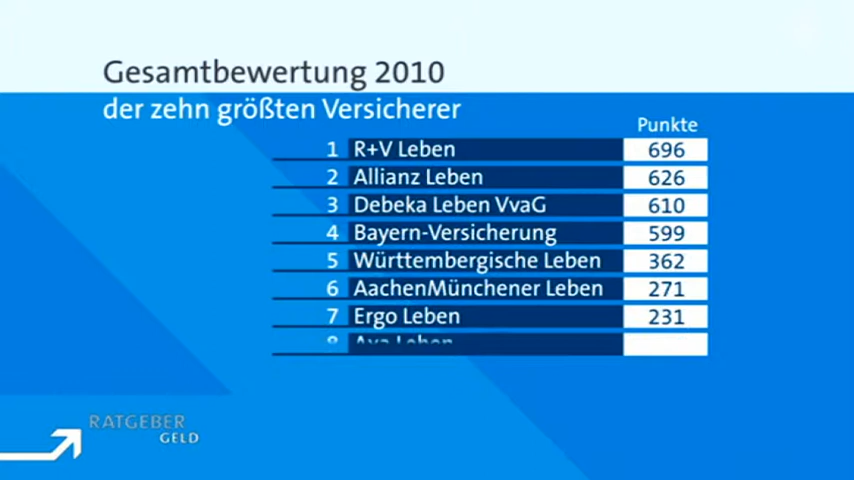 Gesamtbewertung 2010
der zehn größten Versicherer
Punkte
1 R+V Leben 696
2 Allianz Leben 626
3 Debeka Leben VvaG 610
4 Bayern-Versicherung 599
5 Württembergische Leben 362
6 AachenMünchener Leben 271
7 Ergo Leben 231
RATGEBER
GELD